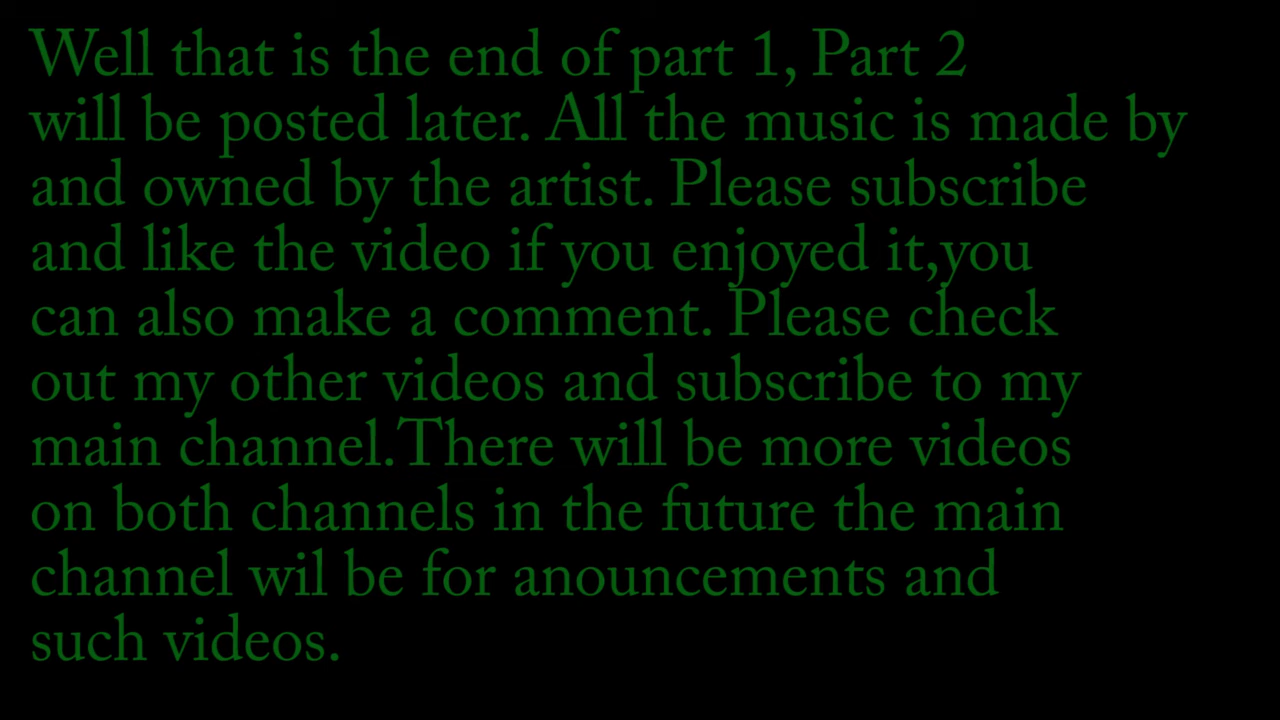 Well that is the end of part 1, Part 2
will be posted later. All the music is made by
and owned by the artist. Please subscribe
and like the video if you enjoyed it,you
can also make a comment. Please check
out my other videos and subscribe to my
main channel.There will be more videos
on both channels in the future the main
channel wil be for anouncements and
such videos.